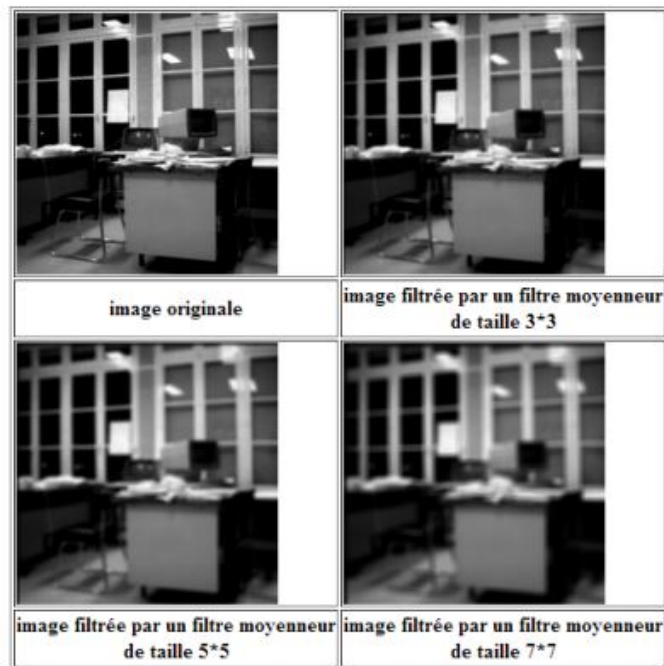 image originale
image filtrée par un filtre moyenneur
de taille 3*3
image filtrée par un filtre moyenneur
de taille 5*5
image filtrée par un filtre moyenneur
de taille 7*7